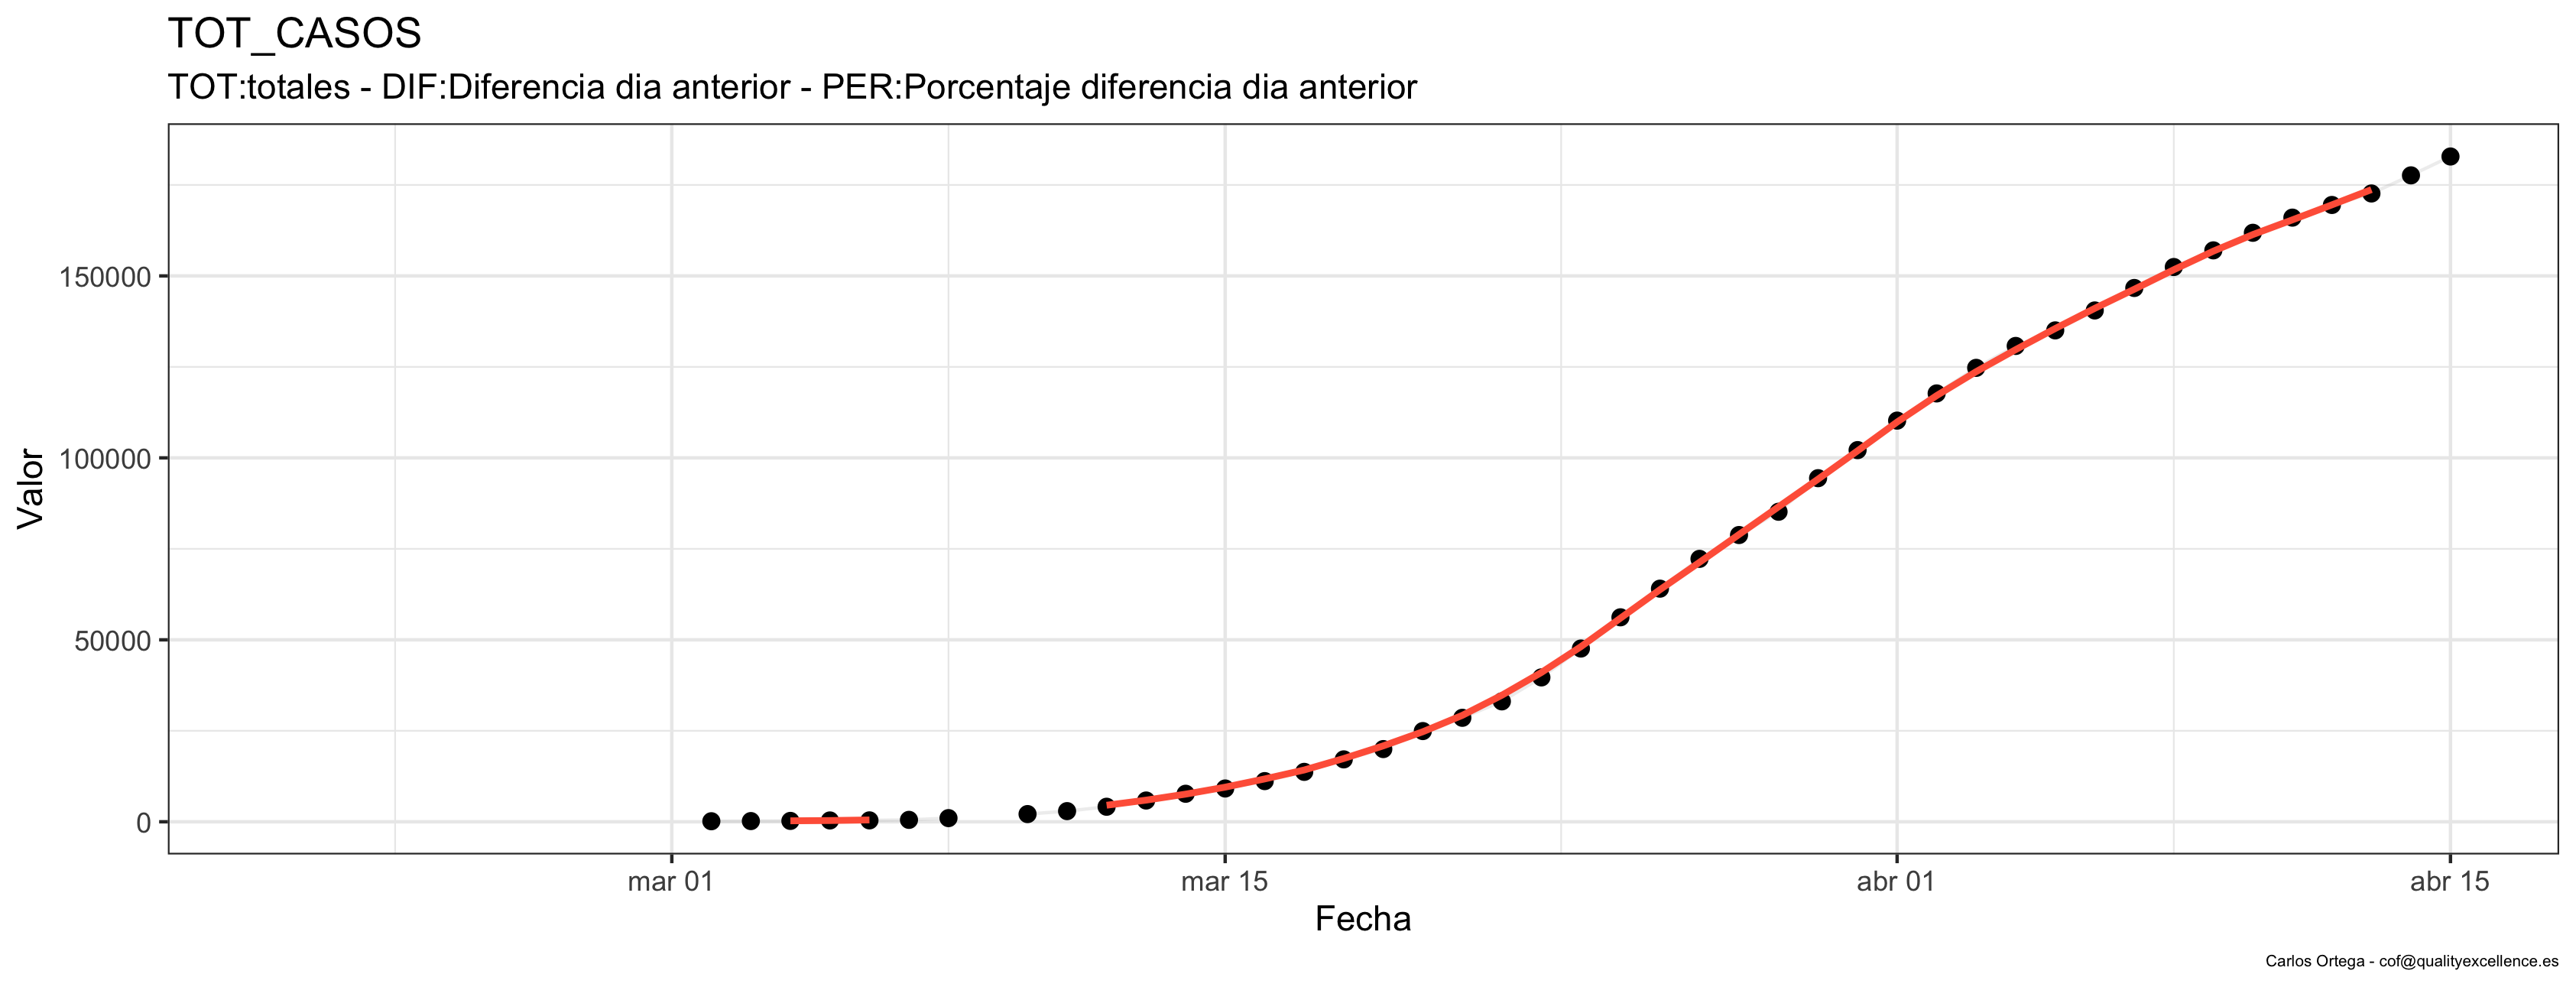 TOT_CASOS
TOT:totales - DIF:Diferencia dia anterior - PER:Porcentaje diferencia dia anterior
Valor
150000
100000
50000
0
mar 01 mar 15 abr 01 abr 15
Fecha
Carlos Ortega - cof@qualityexcellence.es